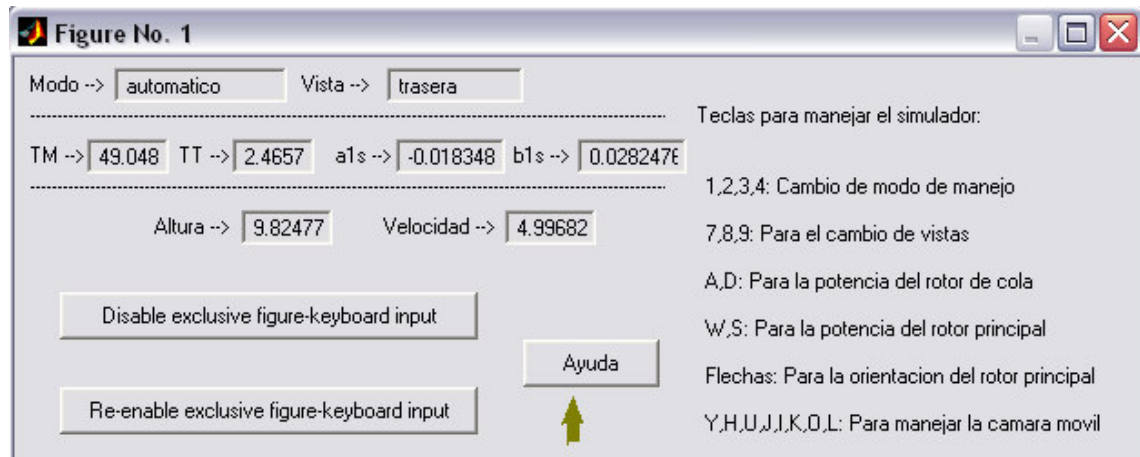 Figure No. 1
Modo --> automatico Vista --> trasera
Teclas para manejar el simulador:
TM --> 49.048 TT --> 2.4657 a1s --> -0.018348 b1s --> 0.0282476
1,2,3,4: Cambio de modo de manejo
Altura --> 9.82477 Velocidad --> 4.99682
7,8,9: Para el cambio de vistas
A,D: Para la potencia del rotor de cola
Disable exclusive figure-keyboard input
W,S: Para la potencia del rotor principal
Ayuda
Flechas: Para la orientacion del rotor principal
Re-enable exclusive figure-keyboard input
Y,H,U,J,I,K,O,L: Para manejar la camara movil